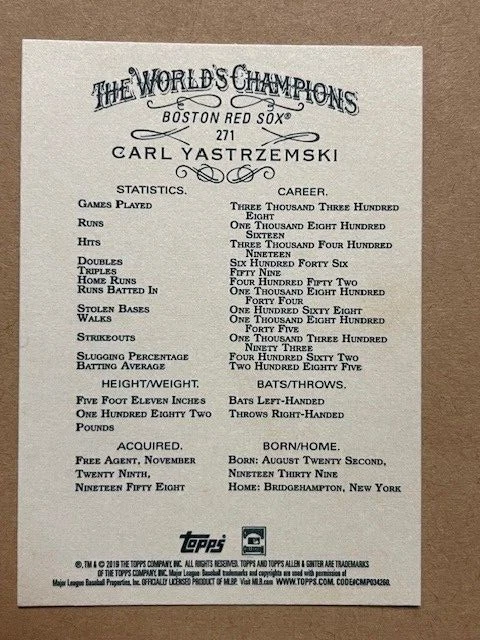 THE WORLD'S CHAMPIONS
BOSTON RED SOX®
271
CARL YASTRZEMSKI
STATISTICS. CAREER.
GAMES PLAYED THREE THOUSAND THREE HUNDRED
EIGHT
RUNS ONE THOUSAND EIGHT HUNDRED
SIXTEEN
HITS THREE THOUSAND FOUR HUNDRED
NINETEEN
DOUBLES SIX HUNDRED FORTY SIX
TRIPLES FIFTY NINE
HOME RUNS FOUR HUNDRED FIFTY TWO
RUNS BATTED IN ONE THOUSAND EIGHT HUNDRED
FORTY FOUR
STOLEN BASES ONE HUNDRED SIXTY EIGHT
WALKS ONE THOUSAND EIGHT HUNDRED
FORTY FIVE
STRIKEOUTS ONE THOUSAND THREE HUNDRED
NINETY THREE
SLUGGING PERCENTAGE FOUR HUNDRED SIXTY TWO
BATTING AVERAGE TWO HUNDRED EIGHTY FIVE
HEIGHT/WEIGHT. BATS/THROWS.
FIVE FOOT ELEVEN INCHES BATS LEFT-HANDED
ONE HUNDRED EIGHTY TWO THROWS RIGHT-HANDED
POUNDS
ACQUIRED. BORN/HOME.
FREE AGENT, NOVEMBER BORN: AUGUST TWENTY SECOND,
TWENTY NINTH, NINETEEN THIRTY NINE
NINETEEN FIFTY EIGHT HOME: BRIDGEHAMPTON, NEW YORK
Topps
®, TM & © 2019 THE TOPPS COMPANY, INC. ALL RIGHTS RESERVED. TOPPS AND TOPPS ALLEN & GINTER ARE TRADEMARKS
OF THE TOPPS COMPANY, INC. Major League Baseball trademarks and copyrights are used with permission of
Major League Baseball Properties, Inc. OFFICIALLY LICENSED PRODUCT OF MLBP. Visit MLB.com WWW.TOPPS.COM. CODE#CMP034260.